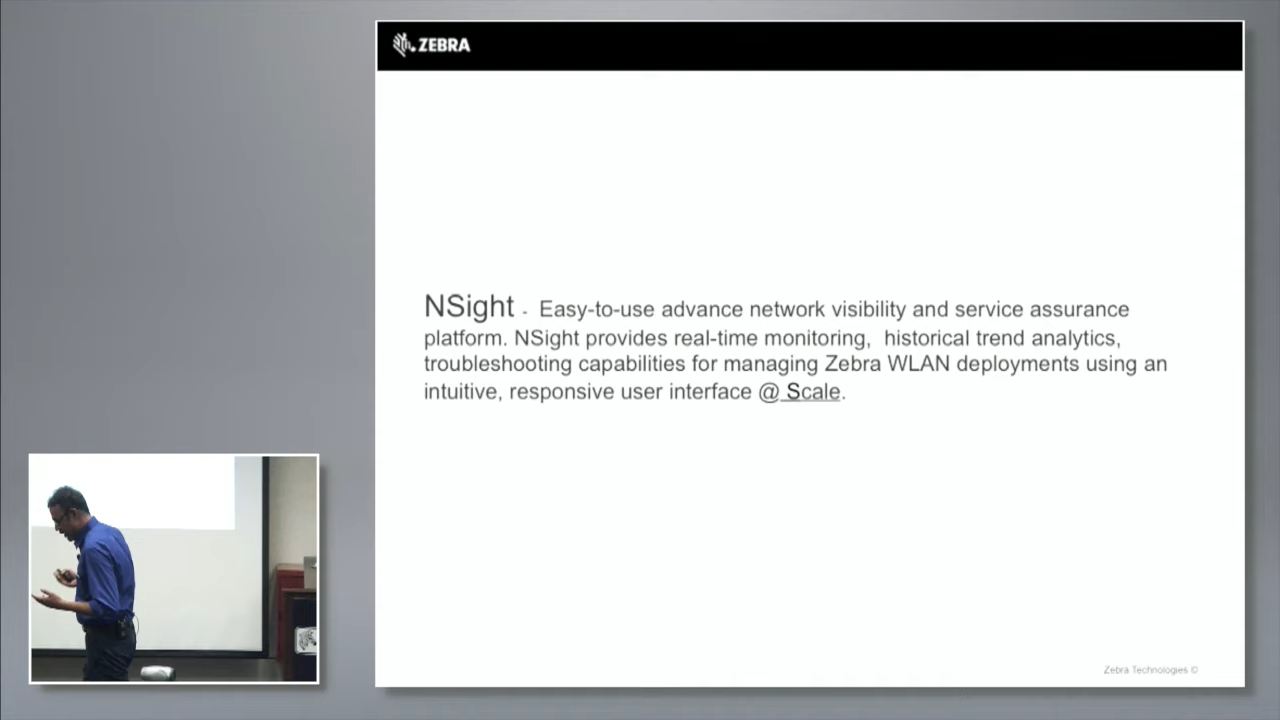 ZEBRA
NSight - Easy-to-use advance network visibility and service assurance
platform. NSight provides real-time monitoring, historical trend analytics,
troubleshooting capabilities for managing Zebra WLAN deployments using an
intuitive, responsive user interface @ Scale.
Zebra Technologies ©